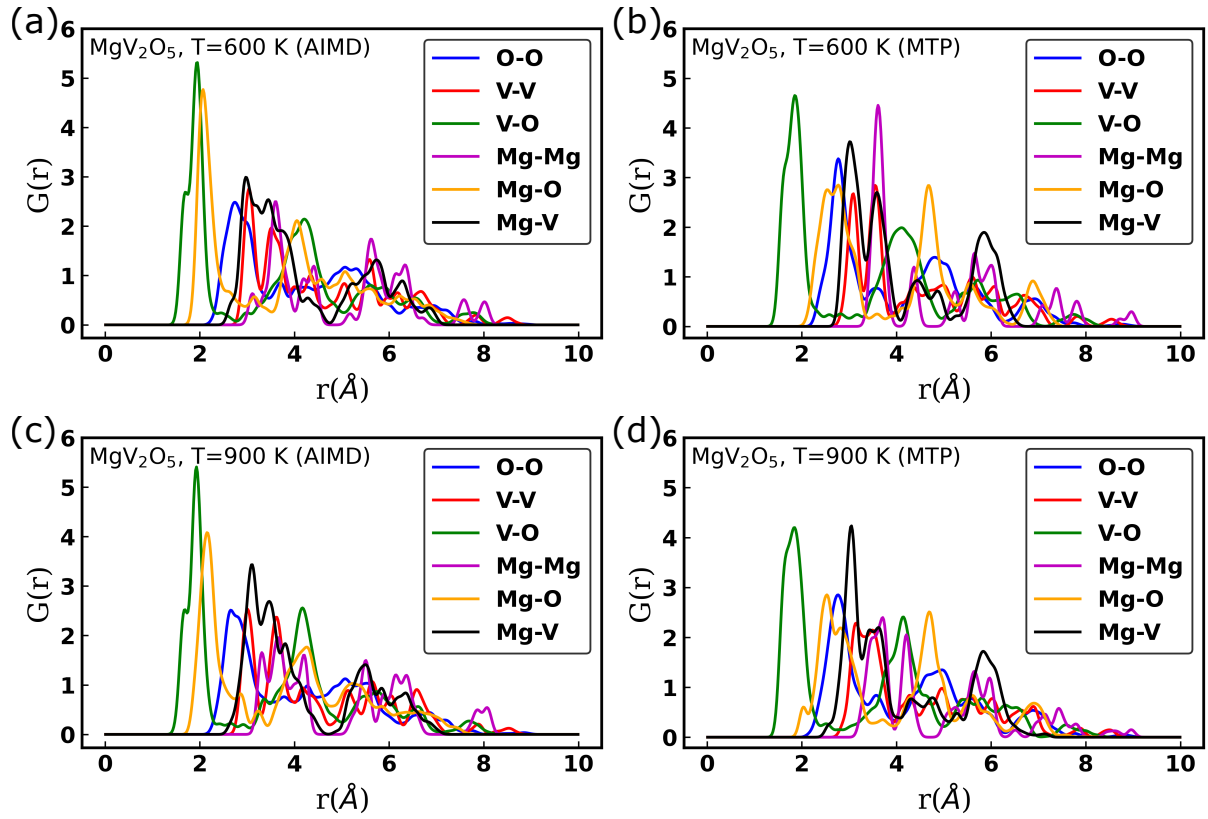 (a)
MgV₂O₅, T=600 K (AIMD)
O-O
V-V
V-O
Mg-Mg
Mg-O
Mg-V
G(r)
6
5
4
3
2
1
0
0 2 4 6 8 10
r(Å)
(b)
MgV₂O₅, T=600 K (MTP)
O-O
V-V
V-O
Mg-Mg
Mg-O
Mg-V
G(r)
6
5
4
3
2
1
0
0 2 4 6 8 10
r(Å)
(c)
MgV₂O₅, T=900 K (AIMD)
O-O
V-V
V-O
Mg-Mg
Mg-O
Mg-V
G(r)
6
5
4
3
2
1
0
0 2 4 6 8 10
r(Å)
(d)
MgV₂O₅, T=900 K (MTP)
O-O
V-V
V-O
Mg-Mg
Mg-O
Mg-V
G(r)
6
5
4
3
2
1
0
0 2 4 6 8 10
r(Å)